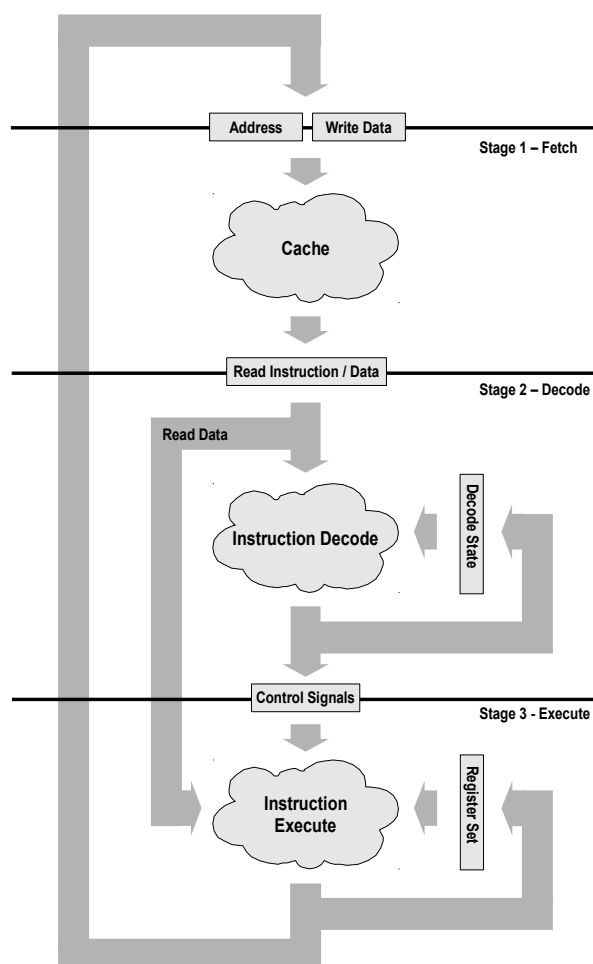 Address
Write Data
Stage 1 – Fetch
Cache
Read Instruction / Data
Stage 2 – Decode
Read Data
Instruction Decode
Decode State
Control Signals
Stage 3 - Execute
Instruction
Execute
Register Set